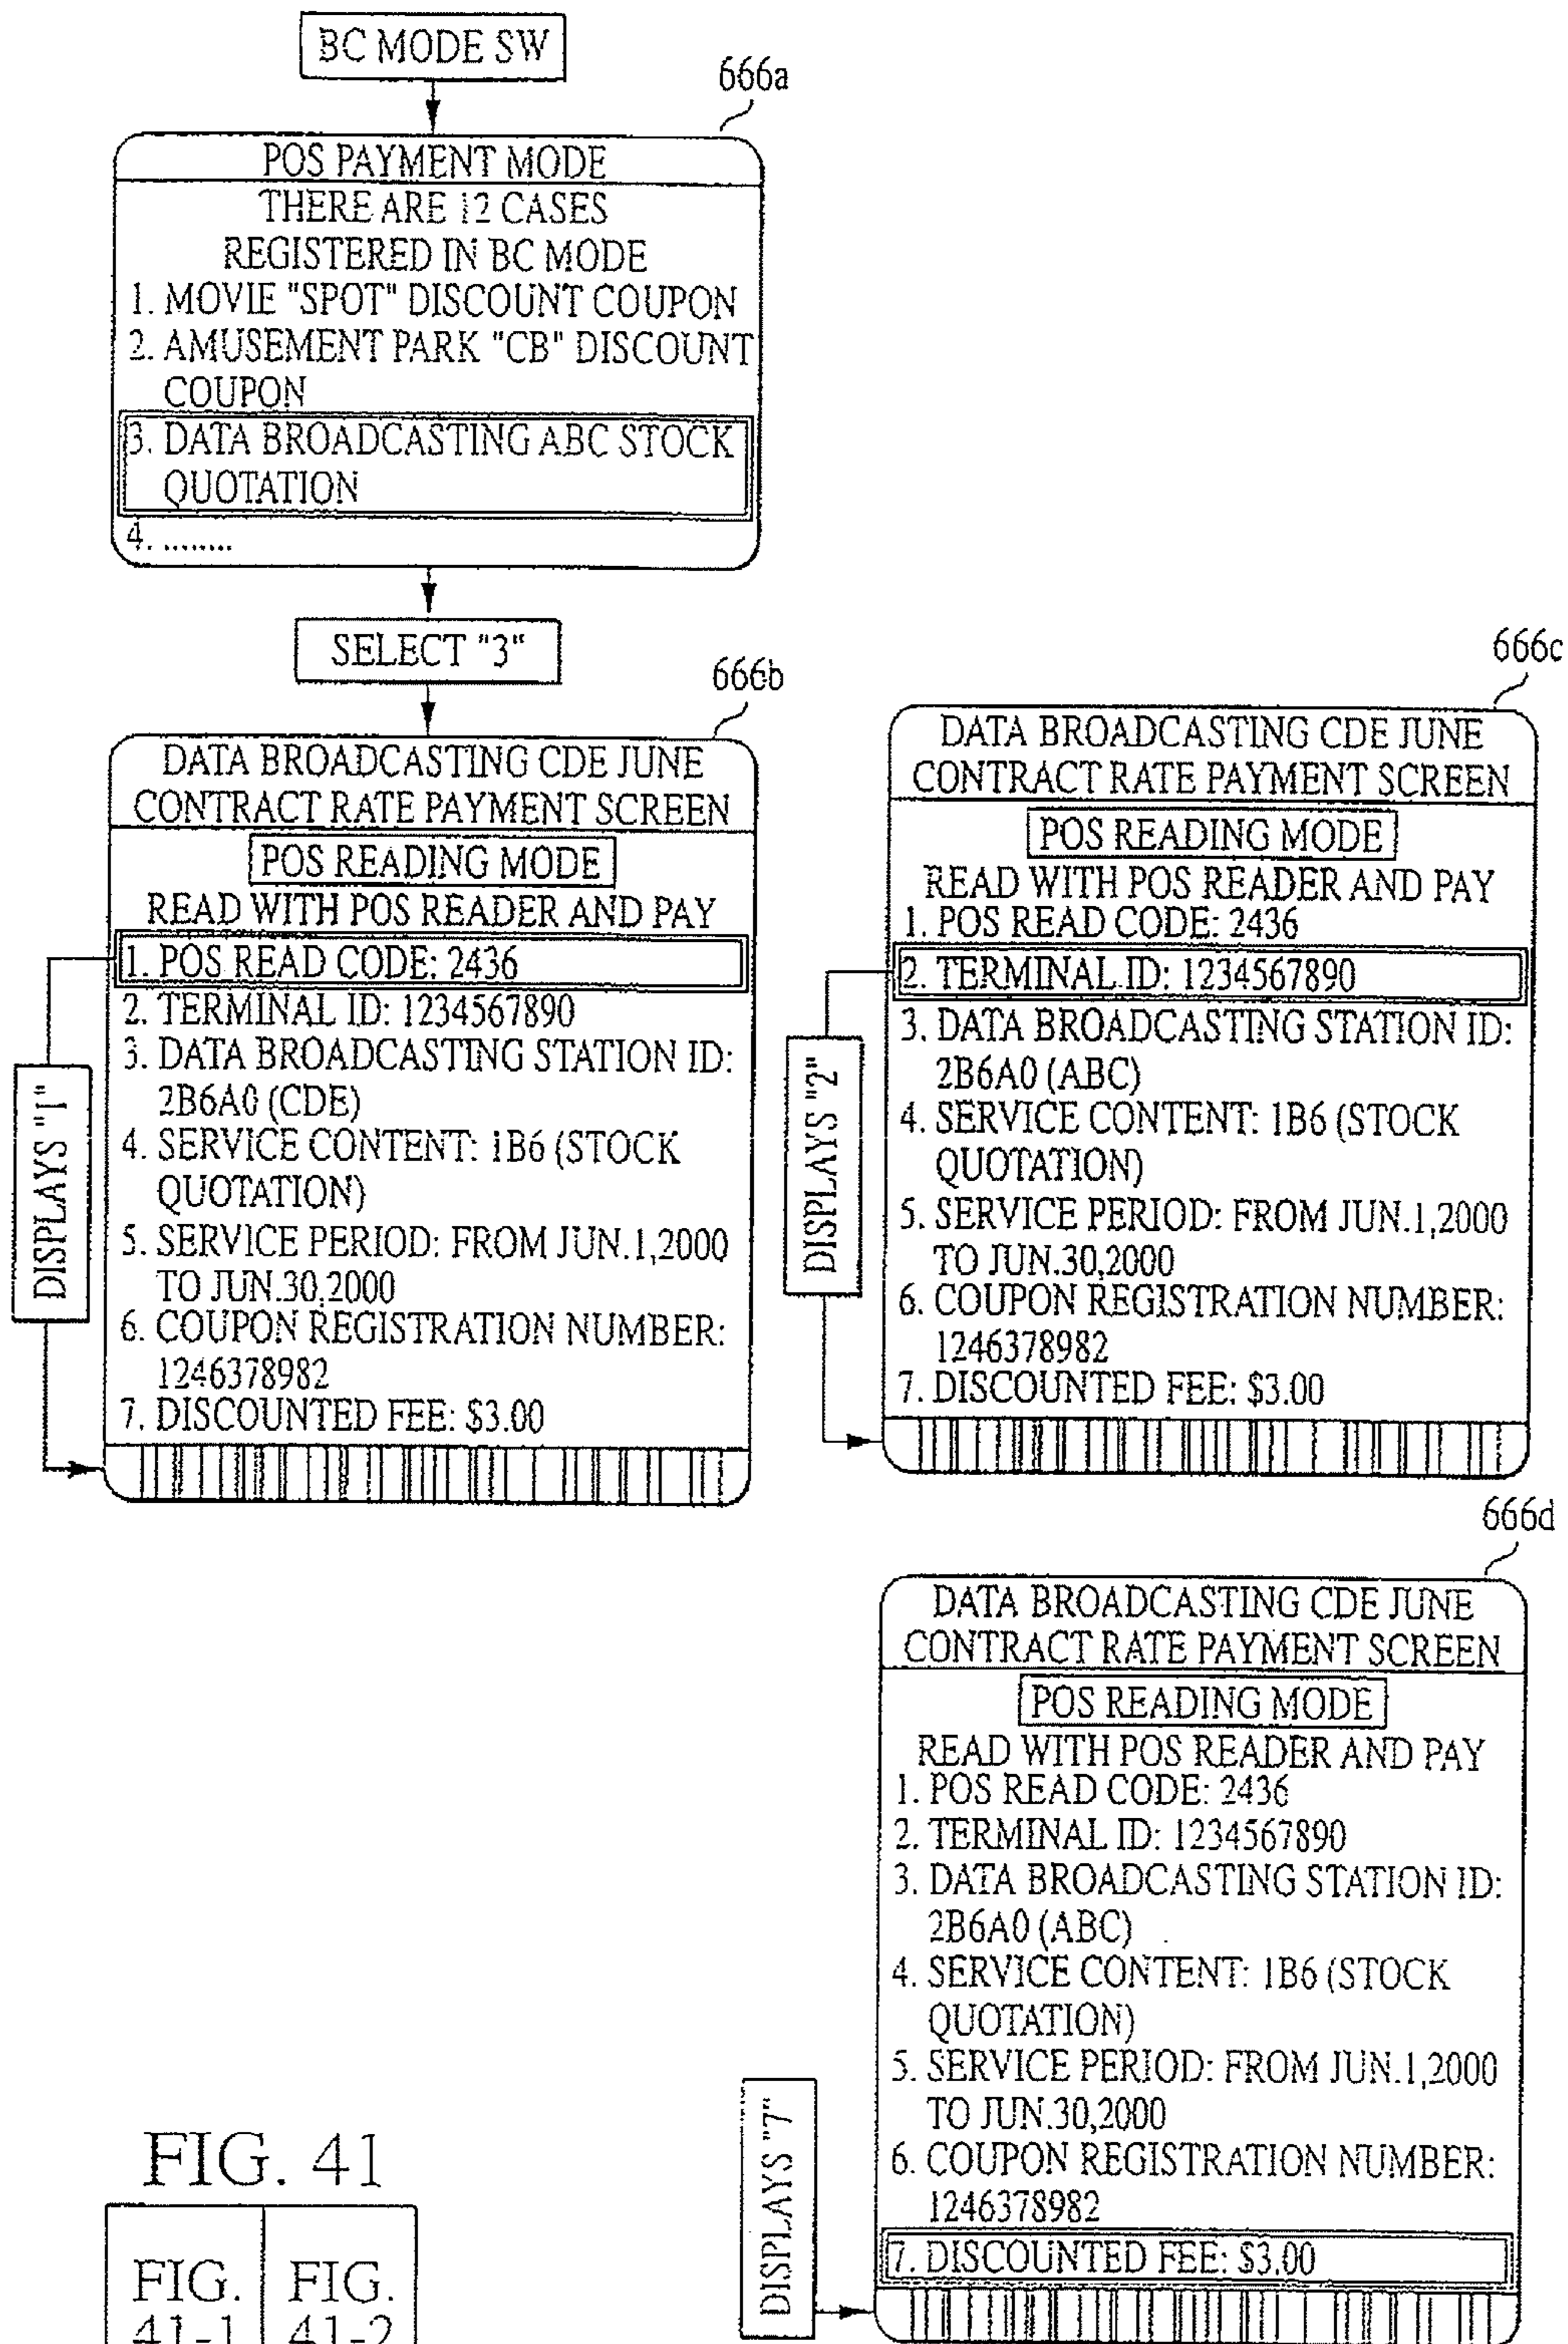 BC MODE SW
666a
POS PAYMENT MODE
THERE ARE 12 CASES
REGISTERED IN BC MODE
1. MOVIE "SPOT" DISCOUNT COUPON
2. AMUSEMENT PARK "CB" DISCOUNT
COUPON
3. DATA BROADCASTING ABC STOCK
QUOTATION
4. ........
SELECT "3"
666b
DATA BROADCASTING CDE JUNE
CONTRACT RATE PAYMENT SCREEN
POS READING MODE
READ WITH POS READER AND PAY
1. POS READ CODE: 2436
2. TERMINAL ID: 1234567890
3. DATA BROADCASTING STATION ID:
2B6A0 (CDE)
4. SERVICE CONTENT: 1B6 (STOCK
QUOTATION)
5. SERVICE PERIOD: FROM JUN.1,2000
TO JUN.30,2000
6. COUPON REGISTRATION NUMBER:
1246378982
7. DISCOUNTED FEE: $3.00
DISPLAYS "1"
666c
DATA BROADCASTING CDE JUNE
CONTRACT RATE PAYMENT SCREEN
POS READING MODE
READ WITH POS READER AND PAY
1. POS READ CODE: 2436
2. TERMINAL ID: 1234567890
3. DATA BROADCASTING STATION ID:
2B6A0 (ABC)
4. SERVICE CONTENT: 1B6 (STOCK
QUOTATION)
5. SERVICE PERIOD: FROM JUN.1,2000
TO JUN.30,2000
6. COUPON REGISTRATION NUMBER:
1246378982
7. DISCOUNTED FEE: $3.00
DISPLAYS "2"
666d
DATA BROADCASTING CDE JUNE
CONTRACT RATE PAYMENT SCREEN
POS READING MODE
READ WITH POS READER AND PAY
1. POS READ CODE: 2436
2. TERMINAL ID: 1234567890
3. DATA BROADCASTING STATION ID:
2B6A0 (ABC)
4. SERVICE CONTENT: 1B6 (STOCK
QUOTATION)
5. SERVICE PERIOD: FROM JUN.1,2000
TO JUN.30,2000
6. COUPON REGISTRATION NUMBER:
1246378982
7. DISCOUNTED FEE: $3.00
DISPLAYS "7"
FIG. 41
FIG.
41-1
FIG.
41-2